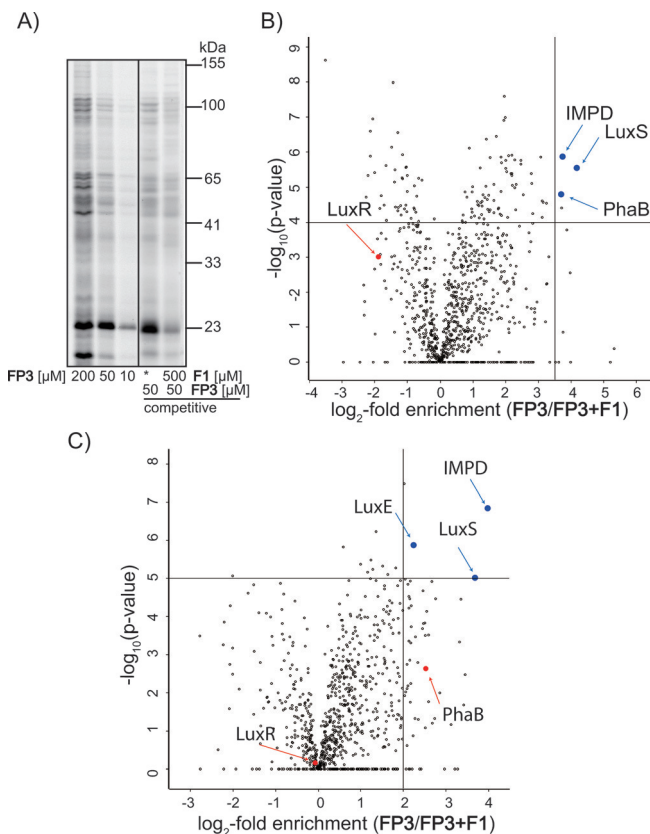 A)
kDa
155
100
65
41
33
23
FP3 [µM] 200 50 10 * 500 F1 [µM]
50 50 FP3 [µM]
competitive
B)
9
8
7
6
5
4
3
2
1
0
-log10(p-value)
IMPD
LuxS
PhaB
LuxR
-4 -3 -2 -1 0 1 2 3 4 5 6
log2-fold enrichment (FP3/FP3+F1)
C)
8
7
6
5
4
3
2
1
0
-log10(p-value)
IMPD
LuxE
LuxS
PhaB
LuxR
-3 -2 -1 0 1 2 3 4
log2-fold enrichment (FP3/FP3+F1)